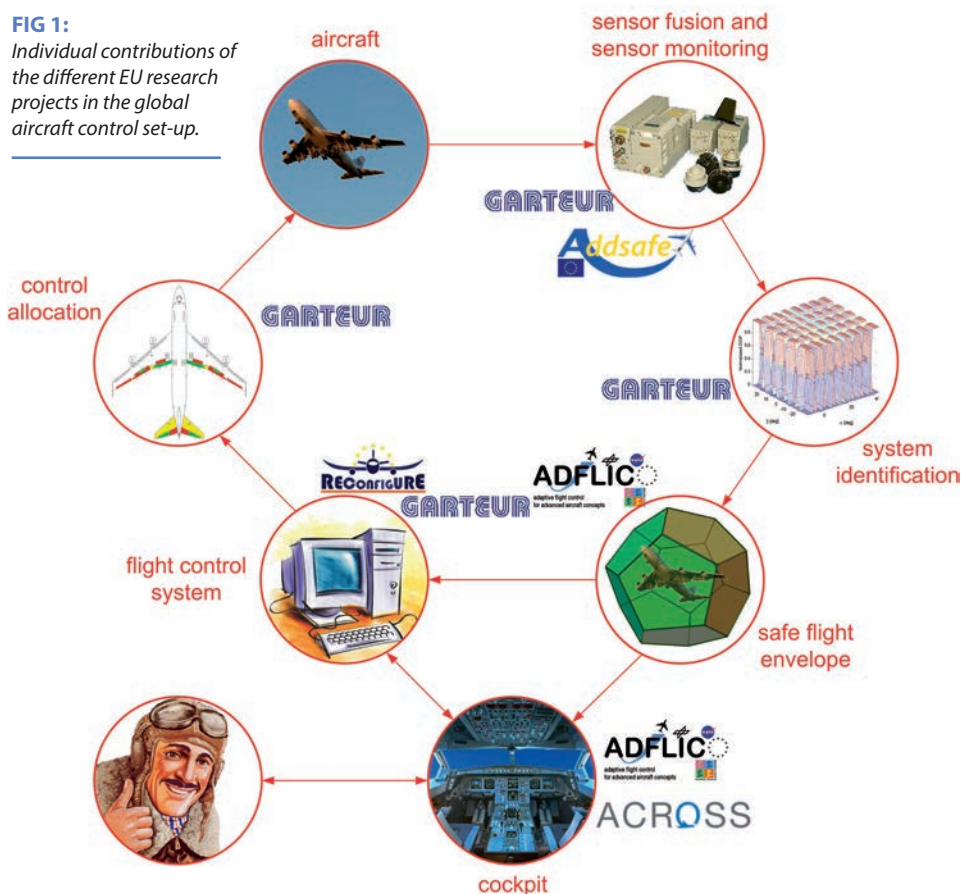 FIG 1:
Individual contributions of
the different EU research
projects in the global
aircraft control set-up.
aircraft
sensor fusion and
sensor monitoring
GARTEUR
Addsafe
control
allocation
GARTEUR
GARTEUR
system
identification
RECONFIGURE
GARTEUR
ADFLICO
adaptive flight control
for advanced aircraft concepts
flight control
system
safe flight
envelope
ADFLICO
adaptive flight control
for advanced aircraft concepts
ACROSS
cockpit